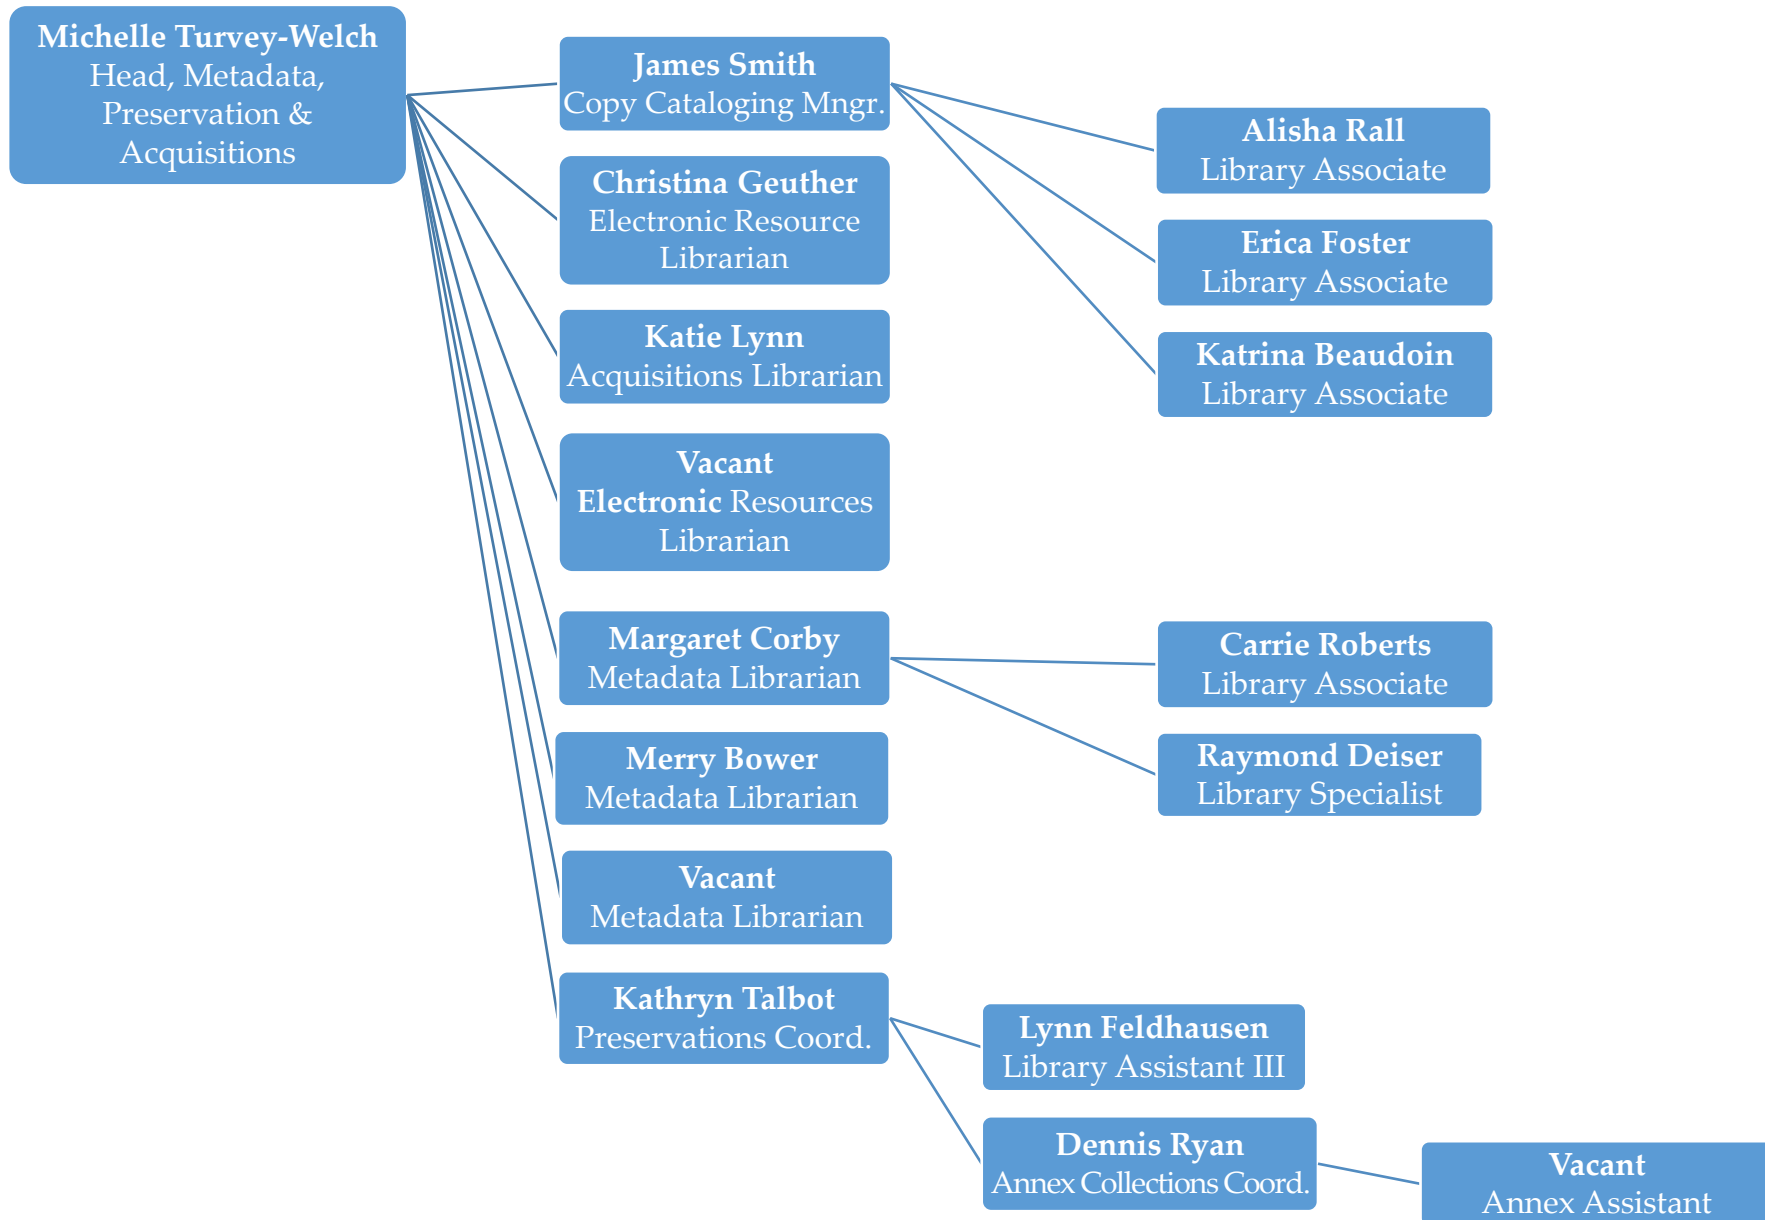 Michelle Turvey-Welch
Head, Metadata,
Preservation &
Acquisitions
James Smith
Copy Cataloging Mngr.
Alisha Rall
Library Associate
Christina Geuther
Electronic Resource
Librarian
Erica Foster
Library Associate
Katie Lynn
Acquisitions Librarian
Katrina Beaudoin
Library Associate
Vacant
Electronic Resources
Librarian
Margaret Corby
Metadata Librarian
Carrie Roberts
Library Associate
Merry Bower
Metadata Librarian
Raymond Deiser
Library Specialist
Vacant
Metadata Librarian
Kathryn Talbot
Preservations Coord.
Lynn Feldhausen
Library Assistant III
Dennis Ryan
Annex Collections Coord.
Vacant
Annex Assistant